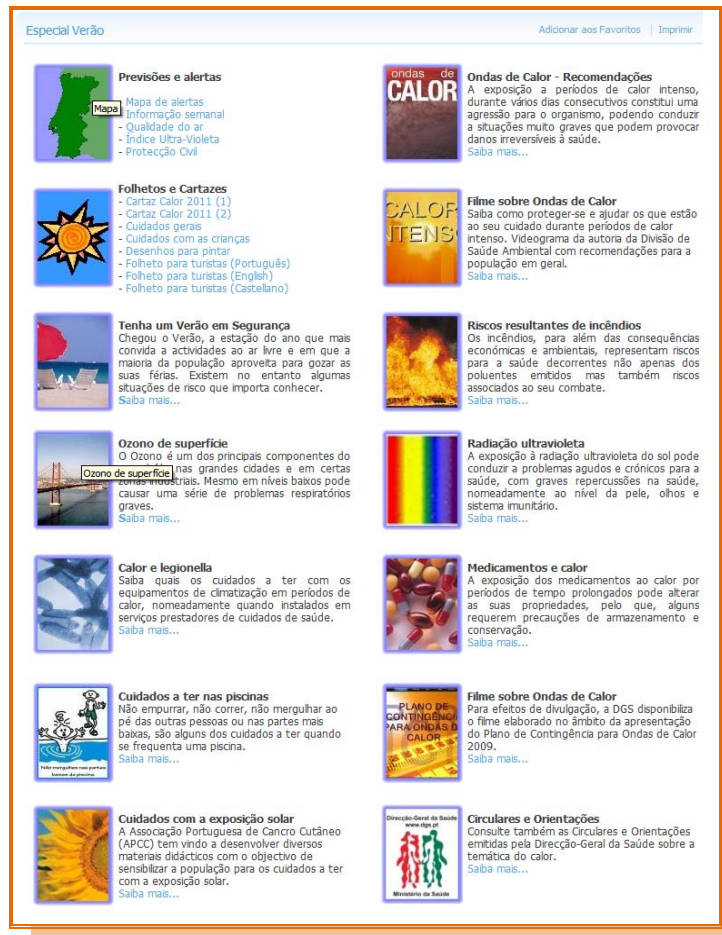 Especial Verão
Adicionar aos Favoritos | Imprimir
Previsões e alertas
- Mapa de alertas
Informação semanal
- Qualidade do ar
- Índice Ultra-Violeta
- Protecção Civil
Mapa
Folhetos e Cartazes
- Cartaz Calor 2011 (1)
- Cartaz Calor 2011 (2)
- Cuidados gerais
- Cuidados com as crianças
- Desenhos para pintar
- Folheto para turistas (Português)
- Folheto para turistas (English)
- Folheto para turistas (Castellano)
Tenha um Verão em Segurança
Chegou o Verão, a estação do ano que mais
convida a actividades ao ar livre e em que a
maioria da população aproveita para gozar as
suas férias. Existem no entanto algumas
situações de risco que importa conhecer.
Saiba mais...
Ozono de superfície
O Ozono é um dos principais componentes do
nas grandes cidades e em certas
Ozono de superfície
zonas industriais. Mesmo em níveis baixos pode
causar uma série de problemas respiratórios
graves.
Saiba mais...
Calor e legionella
Saiba quais os cuidados a ter com os
equipamentos de climatização em períodos de
calor, nomeadamente quando instalados em
serviços prestadores de cuidados de saúde.
Saiba mais...
Cuidados a ter nas piscinas
Não empurrar, não correr, não mergulhar ao
pé das outras pessoas ou nas partes mais
baixas, são alguns dos cuidados a ter quando
se frequenta uma piscina.
Saiba mais...
Não mergulhes nas partes
baixas da piscina
Cuidados com a exposição solar
A Associação Portuguesa de Cancro Cutâneo
(APCC) tem vindo a desenvolver diversos
materiais didácticos com o objectivo de
sensibilizar a população para os cuidados a ter
com a exposição solar.
Saiba mais...
ondas de
CALOR
Ondas de Calor - Recomendações
A exposição a períodos de calor intenso,
durante vários dias consecutivos constitui uma
agressão para o organismo, podendo conduzir
a situações muito graves que podem provocar
danos irreversíveis à saúde.
Saiba mais...
CALOR
INTENS
Filme sobre Ondas de Calor
Saiba como proteger-se e ajudar os que estão
ao seu cuidado durante períodos de calor
intenso. Videograma da autoria da Divisão de
Saúde Ambiental com recomendações para a
população em geral.
Saiba mais...
Riscos resultantes de incêndios
Os incêndios, para além das consequências
económicas e ambientais, representam riscos
para a saúde decorrentes não apenas dos
poluentes emitidos mas também riscos
associados ao seu combate.
Saiba mais...
Radiação ultravioleta
A exposição à radiação ultravioleta do sol pode
conduzir a problemas agudos e crónicos para a
saúde, com graves repercussões na saúde,
nomeadamente ao nível da pele, olhos e
sistema imunitário.
Saiba mais...
Medicamentos e calor
A exposição dos medicamentos ao calor por
períodos de tempo prolongados pode alterar
as suas propriedades, pelo que, alguns
requerem precauções de armazenamento e
conservação.
Saiba mais...
PLANO DE
CONTINGÊNCI
PARA ONDAS D
CALOR
Filme sobre Ondas de Calor
Para efeitos de divulgação, a DGS disponibiliza
o filme elaborado no âmbito da apresentação
do Plano de Contingência para Ondas de Calor
2009.
Saiba mais...
Direcção-Geral da Saúde
www.dgs.pt
Ministério da Saúde
Circulares e Orientações
Consulte também as Circulares e Orientações
emitidas pela Direcção-Geral da Saúde sobre a
temática do calor.
Saiba mais...